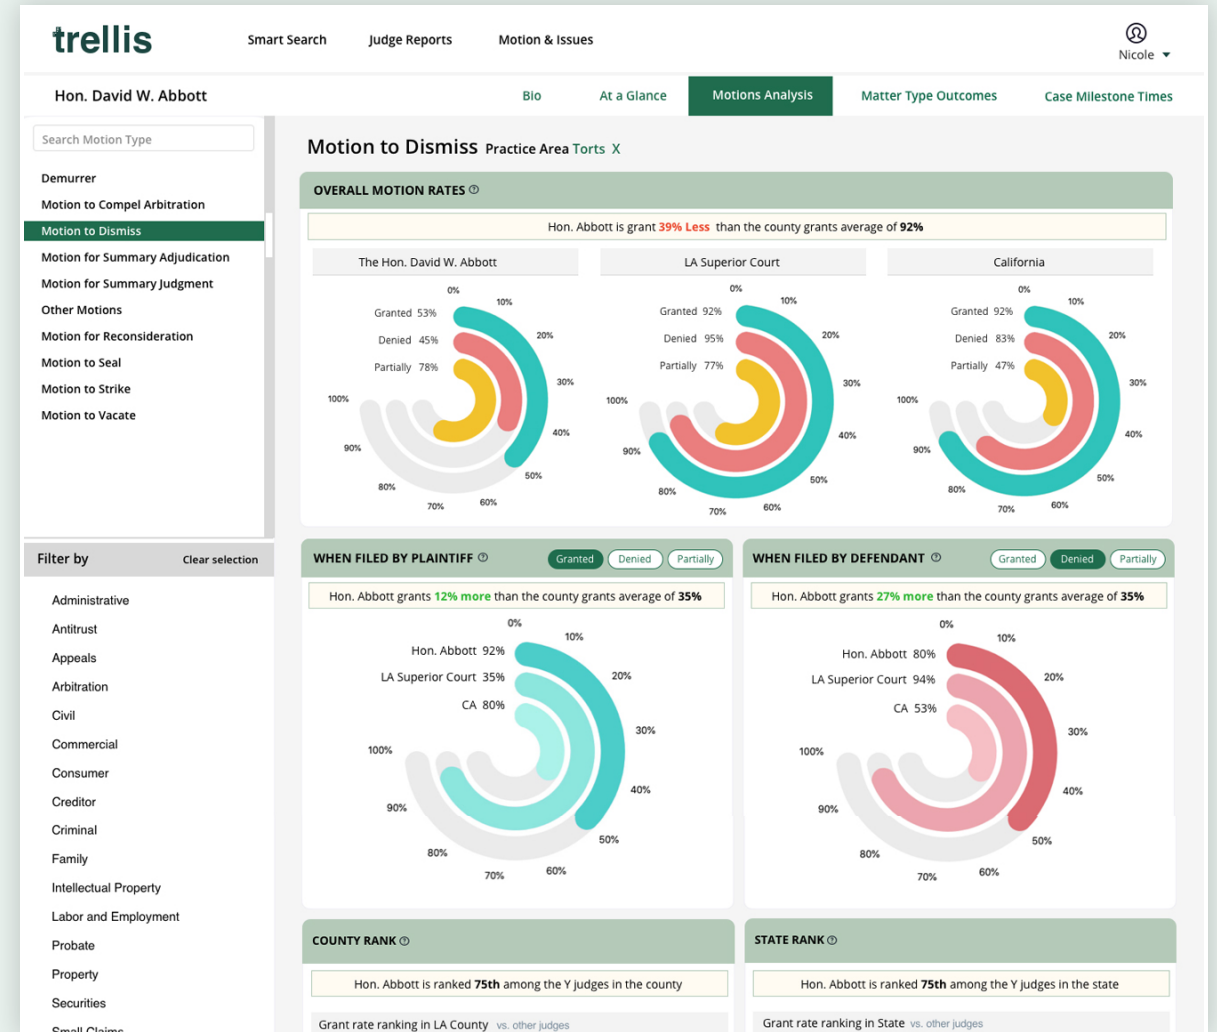 trellis
Smart Search Judge Reports Motion & Issues
Nicole
Hon. David W. Abbott
Bio At a Glance Motions Analysis Matter Type Outcomes Case Milestone Times
Search Motion Type
Demurrer
Motion to Compel Arbitration
Motion to Dismiss
Motion for Summary Adjudication
Motion for Summary Judgment
Other Motions
Motion for Reconsideration
Motion to Seal
Motion to Strike
Motion to Vacate
Filter by Clear selection
Administrative
Antitrust
Appeals
Arbitration
Civil
Commercial
Consumer
Creditor
Criminal
Family
Intellectual Property
Labor and Employment
Probate
Property
Securities
Small Claims
Motion to Dismiss Practice Area Torts X
OVERALL MOTION RATES ?
Hon. Abbott is grant 39% Less than the county grants average of 92%
The Hon. David W. Abbott
Granted 53%
Denied 45%
Partially 78%
0%
10%
20%
30%
40%
50%
60%
70%
80%
90%
100%
LA Superior Court
Granted 92%
Denied 95%
Partially 77%
0%
10%
20%
30%
40%
50%
60%
70%
80%
90%
100%
California
Granted 92%
Denied 83%
Partially 47%
0%
10%
20%
30%
40%
50%
60%
70%
80%
90%
100%
WHEN FILED BY PLAINTIFF ? Granted Denied Partially
Hon. Abbott grants 12% more than the county grants average of 35%
Hon. Abbott 92%
LA Superior Court 35%
CA 80%
0%
10%
20%
30%
40%
50%
60%
70%
80%
90%
100%
WHEN FILED BY DEFENDANT ? Granted Denied Partially
Hon. Abbott grants 27% more than the county grants average of 35%
Hon. Abbott 80%
LA Superior Court 94%
CA 53%
0%
10%
20%
30%
40%
50%
60%
70%
80%
90%
100%
COUNTY RANK ?
Hon. Abbott is ranked 75th among the Y judges in the county
Grant rate ranking in LA County vs. other judges
STATE RANK ?
Hon. Abbott is ranked 75th among the Y judges in the state
Grant rate ranking in State vs. other judges